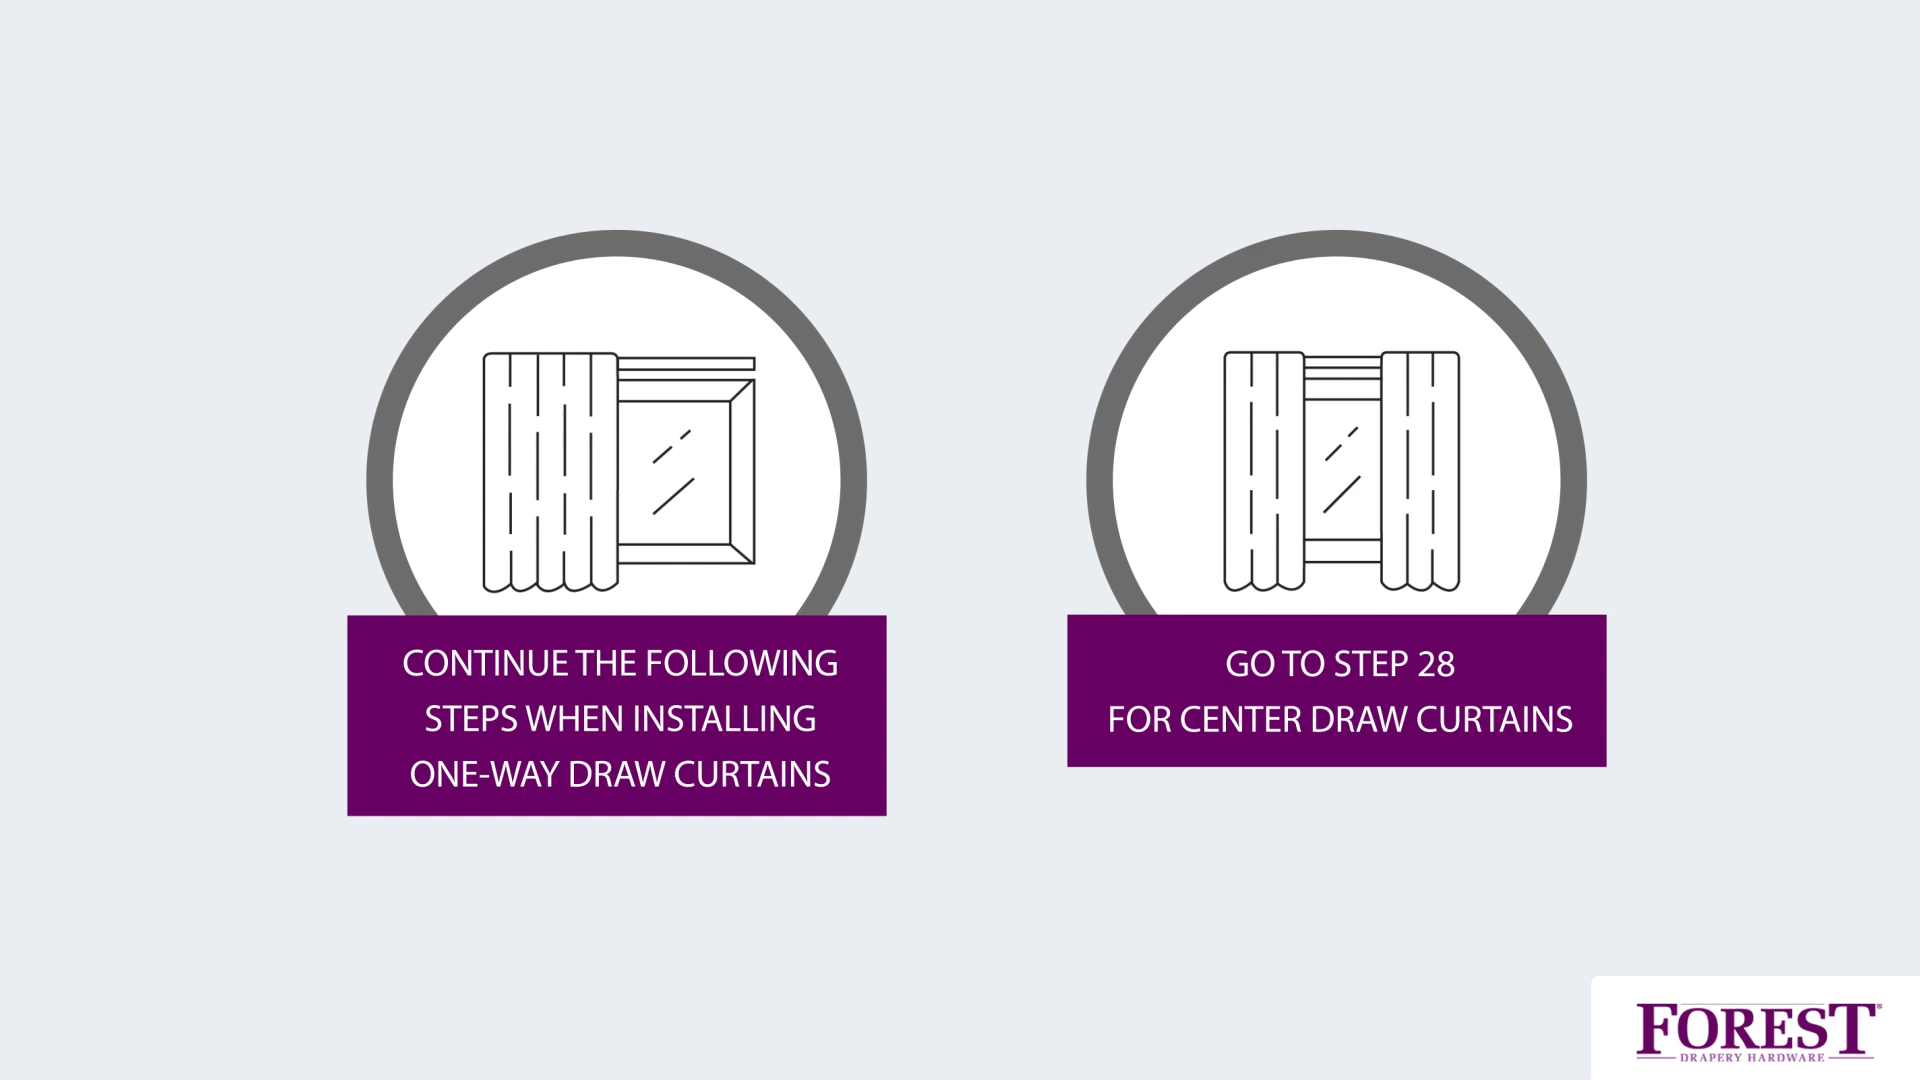 CONTINUE THE FOLLOWING
STEPS WHEN INSTALLING
ONE-WAY DRAW CURTAINS
GO TO STEP 28
FOR CENTER DRAW CURTAINS
FOREST®
DRAPERY HARDWARE